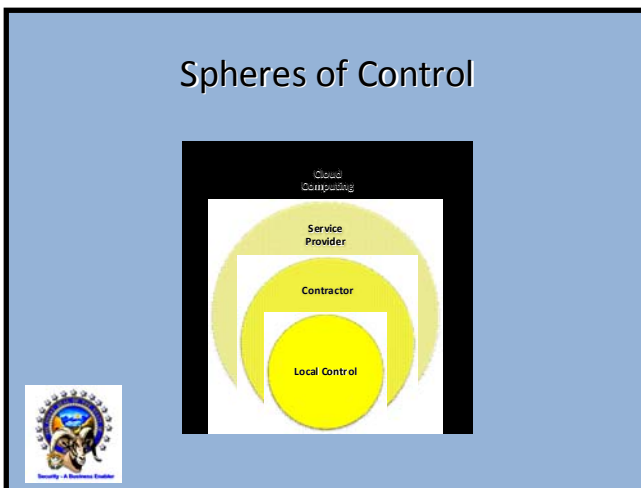 Spheres of Control
Cloud
Computing
Service
Provider
Contractor
Local Control
Security - A Business Enabler